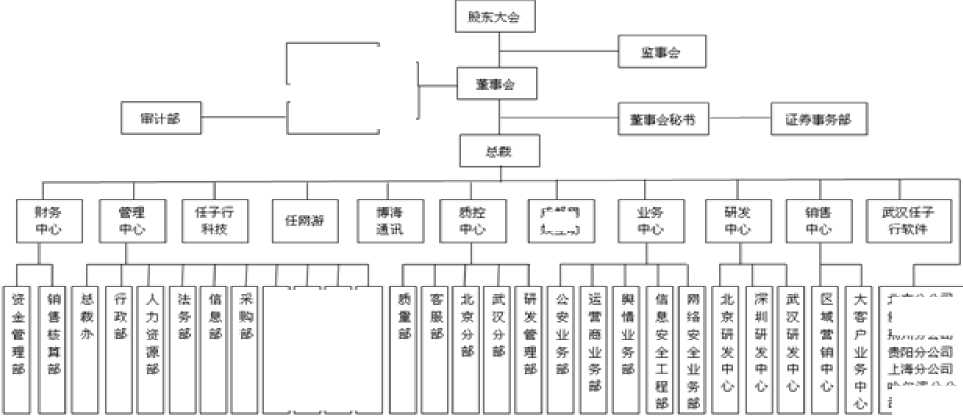 股东大会
监事会
董事会
审计部
董事会秘书
证券事务部
总裁
财务
中心
管理
中心
任子行
科技
任网游
博海
通讯
质控
中心
业务
中心
研发
中心
销售
中心
武汉任子
行软件
资金管理部
销售核算部
总裁办
行政部
人力资源部
法务部
信息部
采购部
质量部
客服部
北京分部
武汉分部
研发管理部
公安业务部
运营商业务部
舆情业务部
信息安全工程部
网络安全业务部
北京研发中心
深圳研发中心
武汉研发中心
区域营销中心
大客户业务中心
贵阳分公司
上海分公司